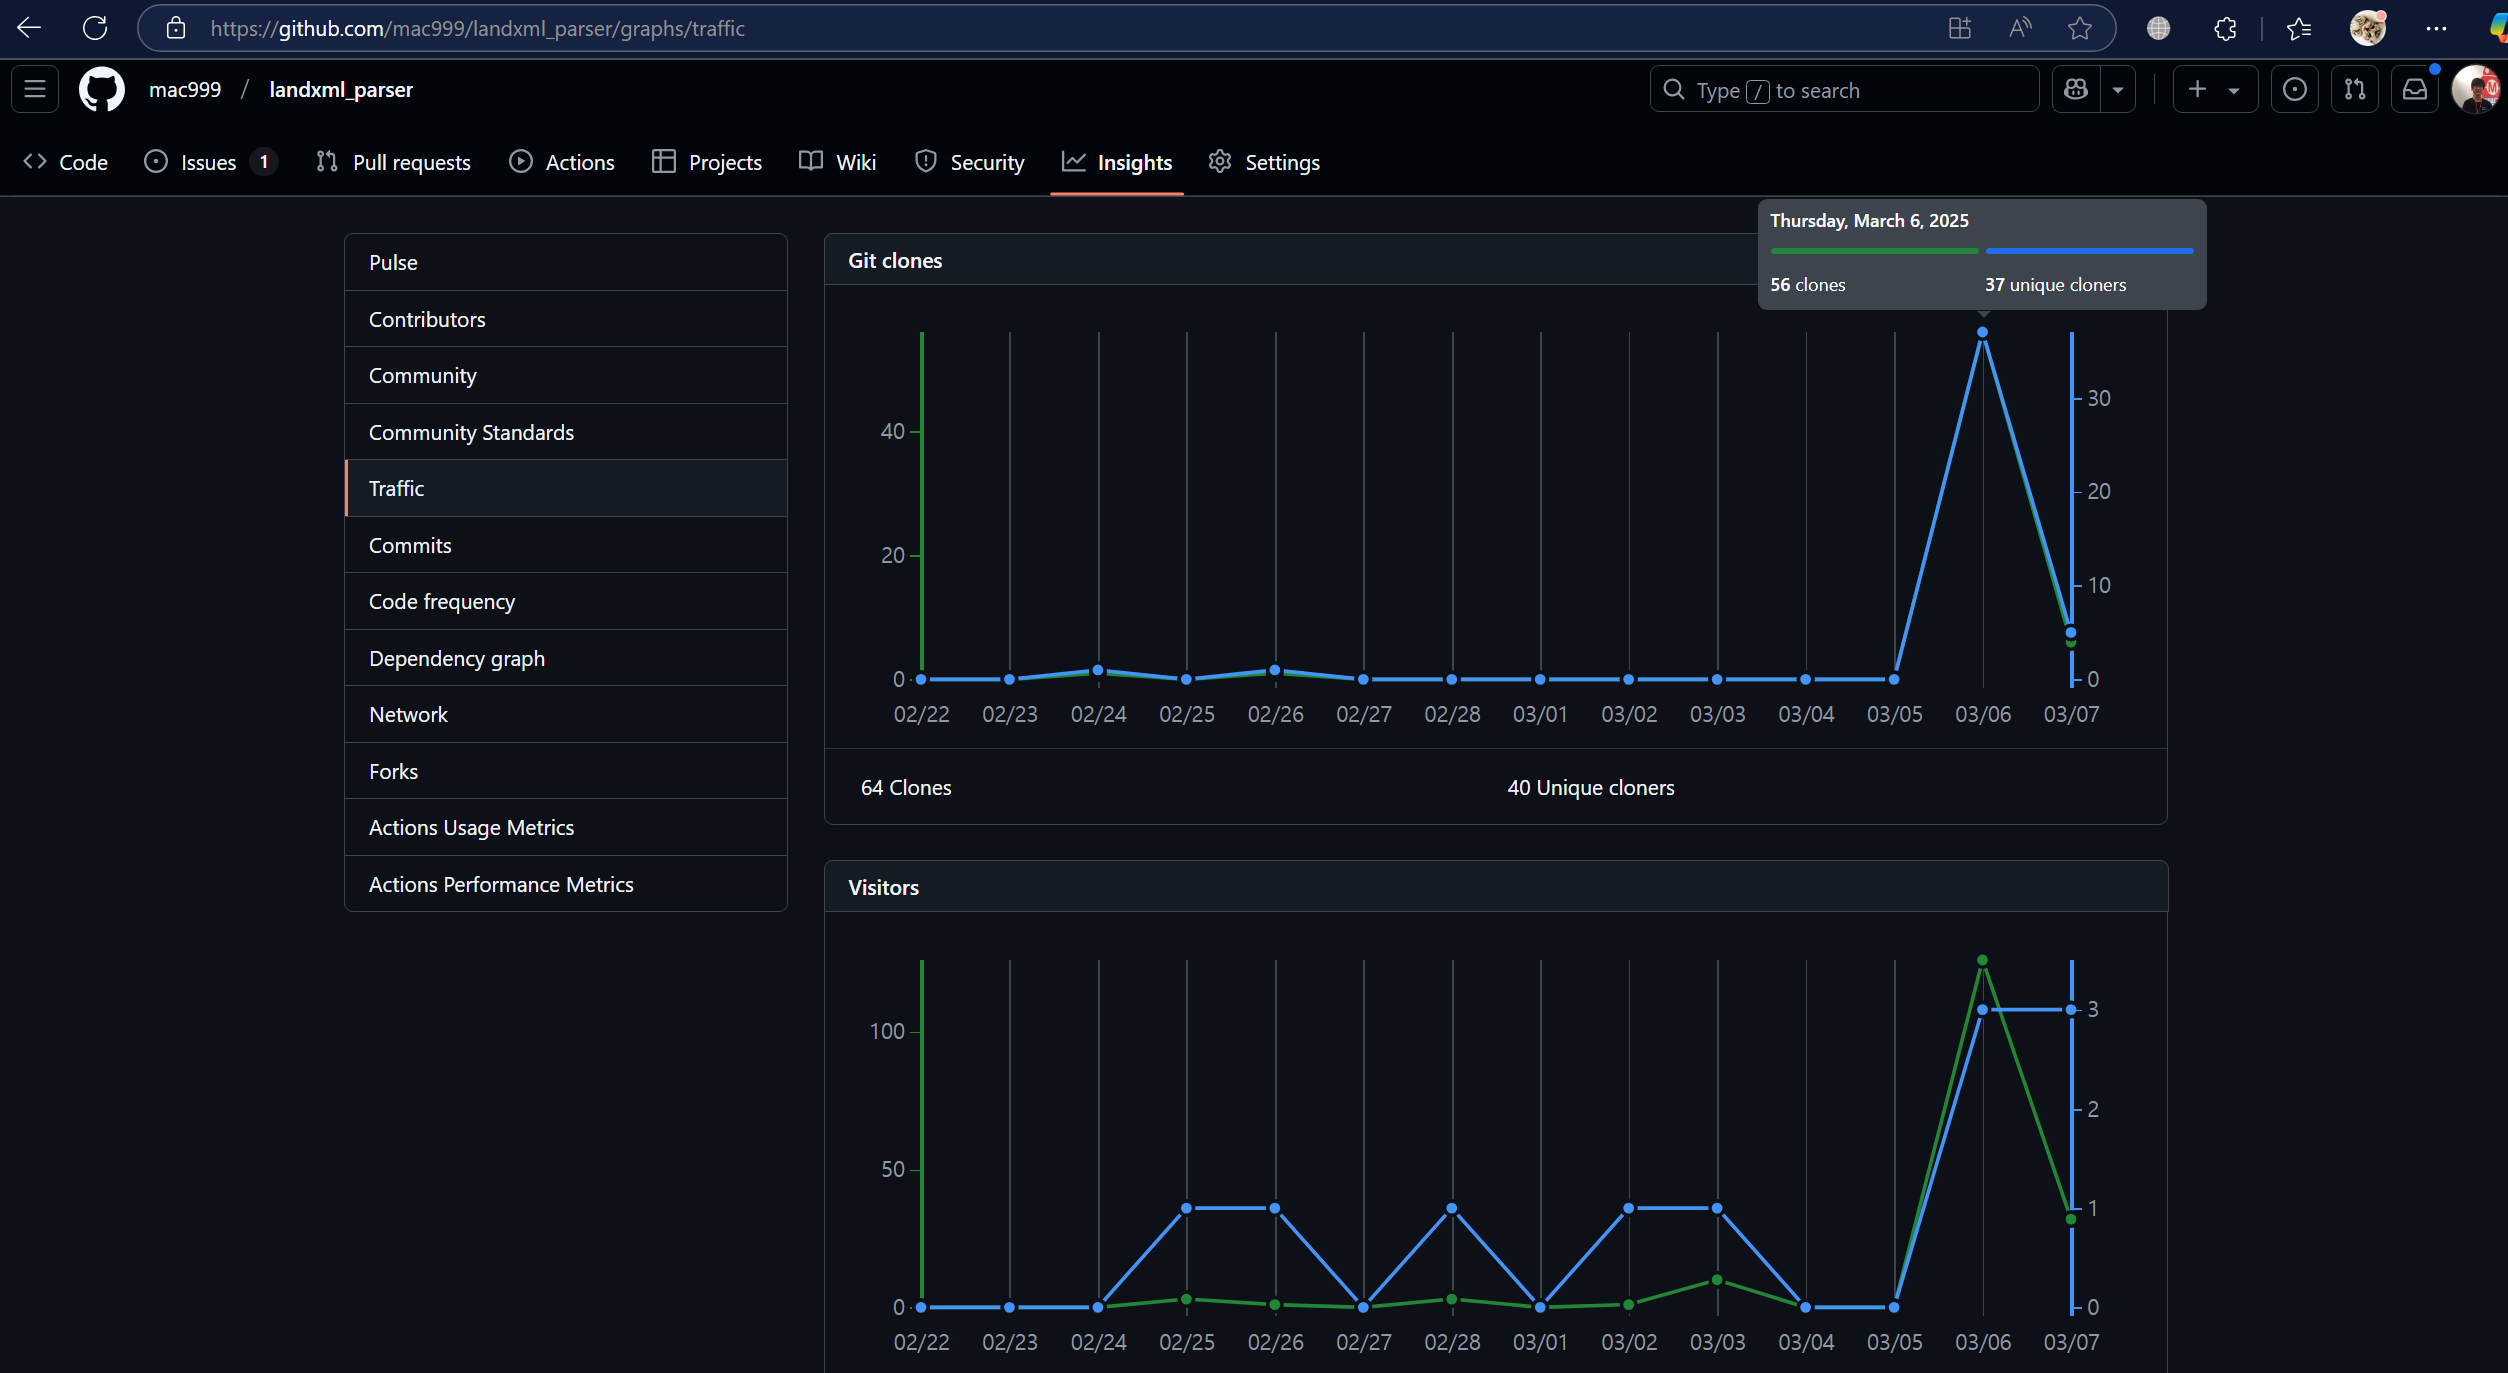 https://github.com/mac999/landxml_parser/graphs/traffic
mac999 / landxml_parser
Type / to search
Code
Issues 1
Pull requests
Actions
Projects
Wiki
Security
Insights
Settings
Pulse
Contributors
Community
Community Standards
Traffic
Commits
Code frequency
Dependency graph
Network
Forks
Actions Usage Metrics
Actions Performance Metrics
Git clones
Thursday, March 6, 2025
56 clones 37 unique cloners
40
20
0
30
20
10
0
02/22 02/23 02/24 02/25 02/26 02/27 02/28 03/01 03/02 03/03 03/04 03/05 03/06 03/07
64 Clones 40 Unique cloners
Visitors
100
50
0
3
2
1
0
02/22 02/23 02/24 02/25 02/26 02/27 02/28 03/01 03/02 03/03 03/04 03/05 03/06 03/07